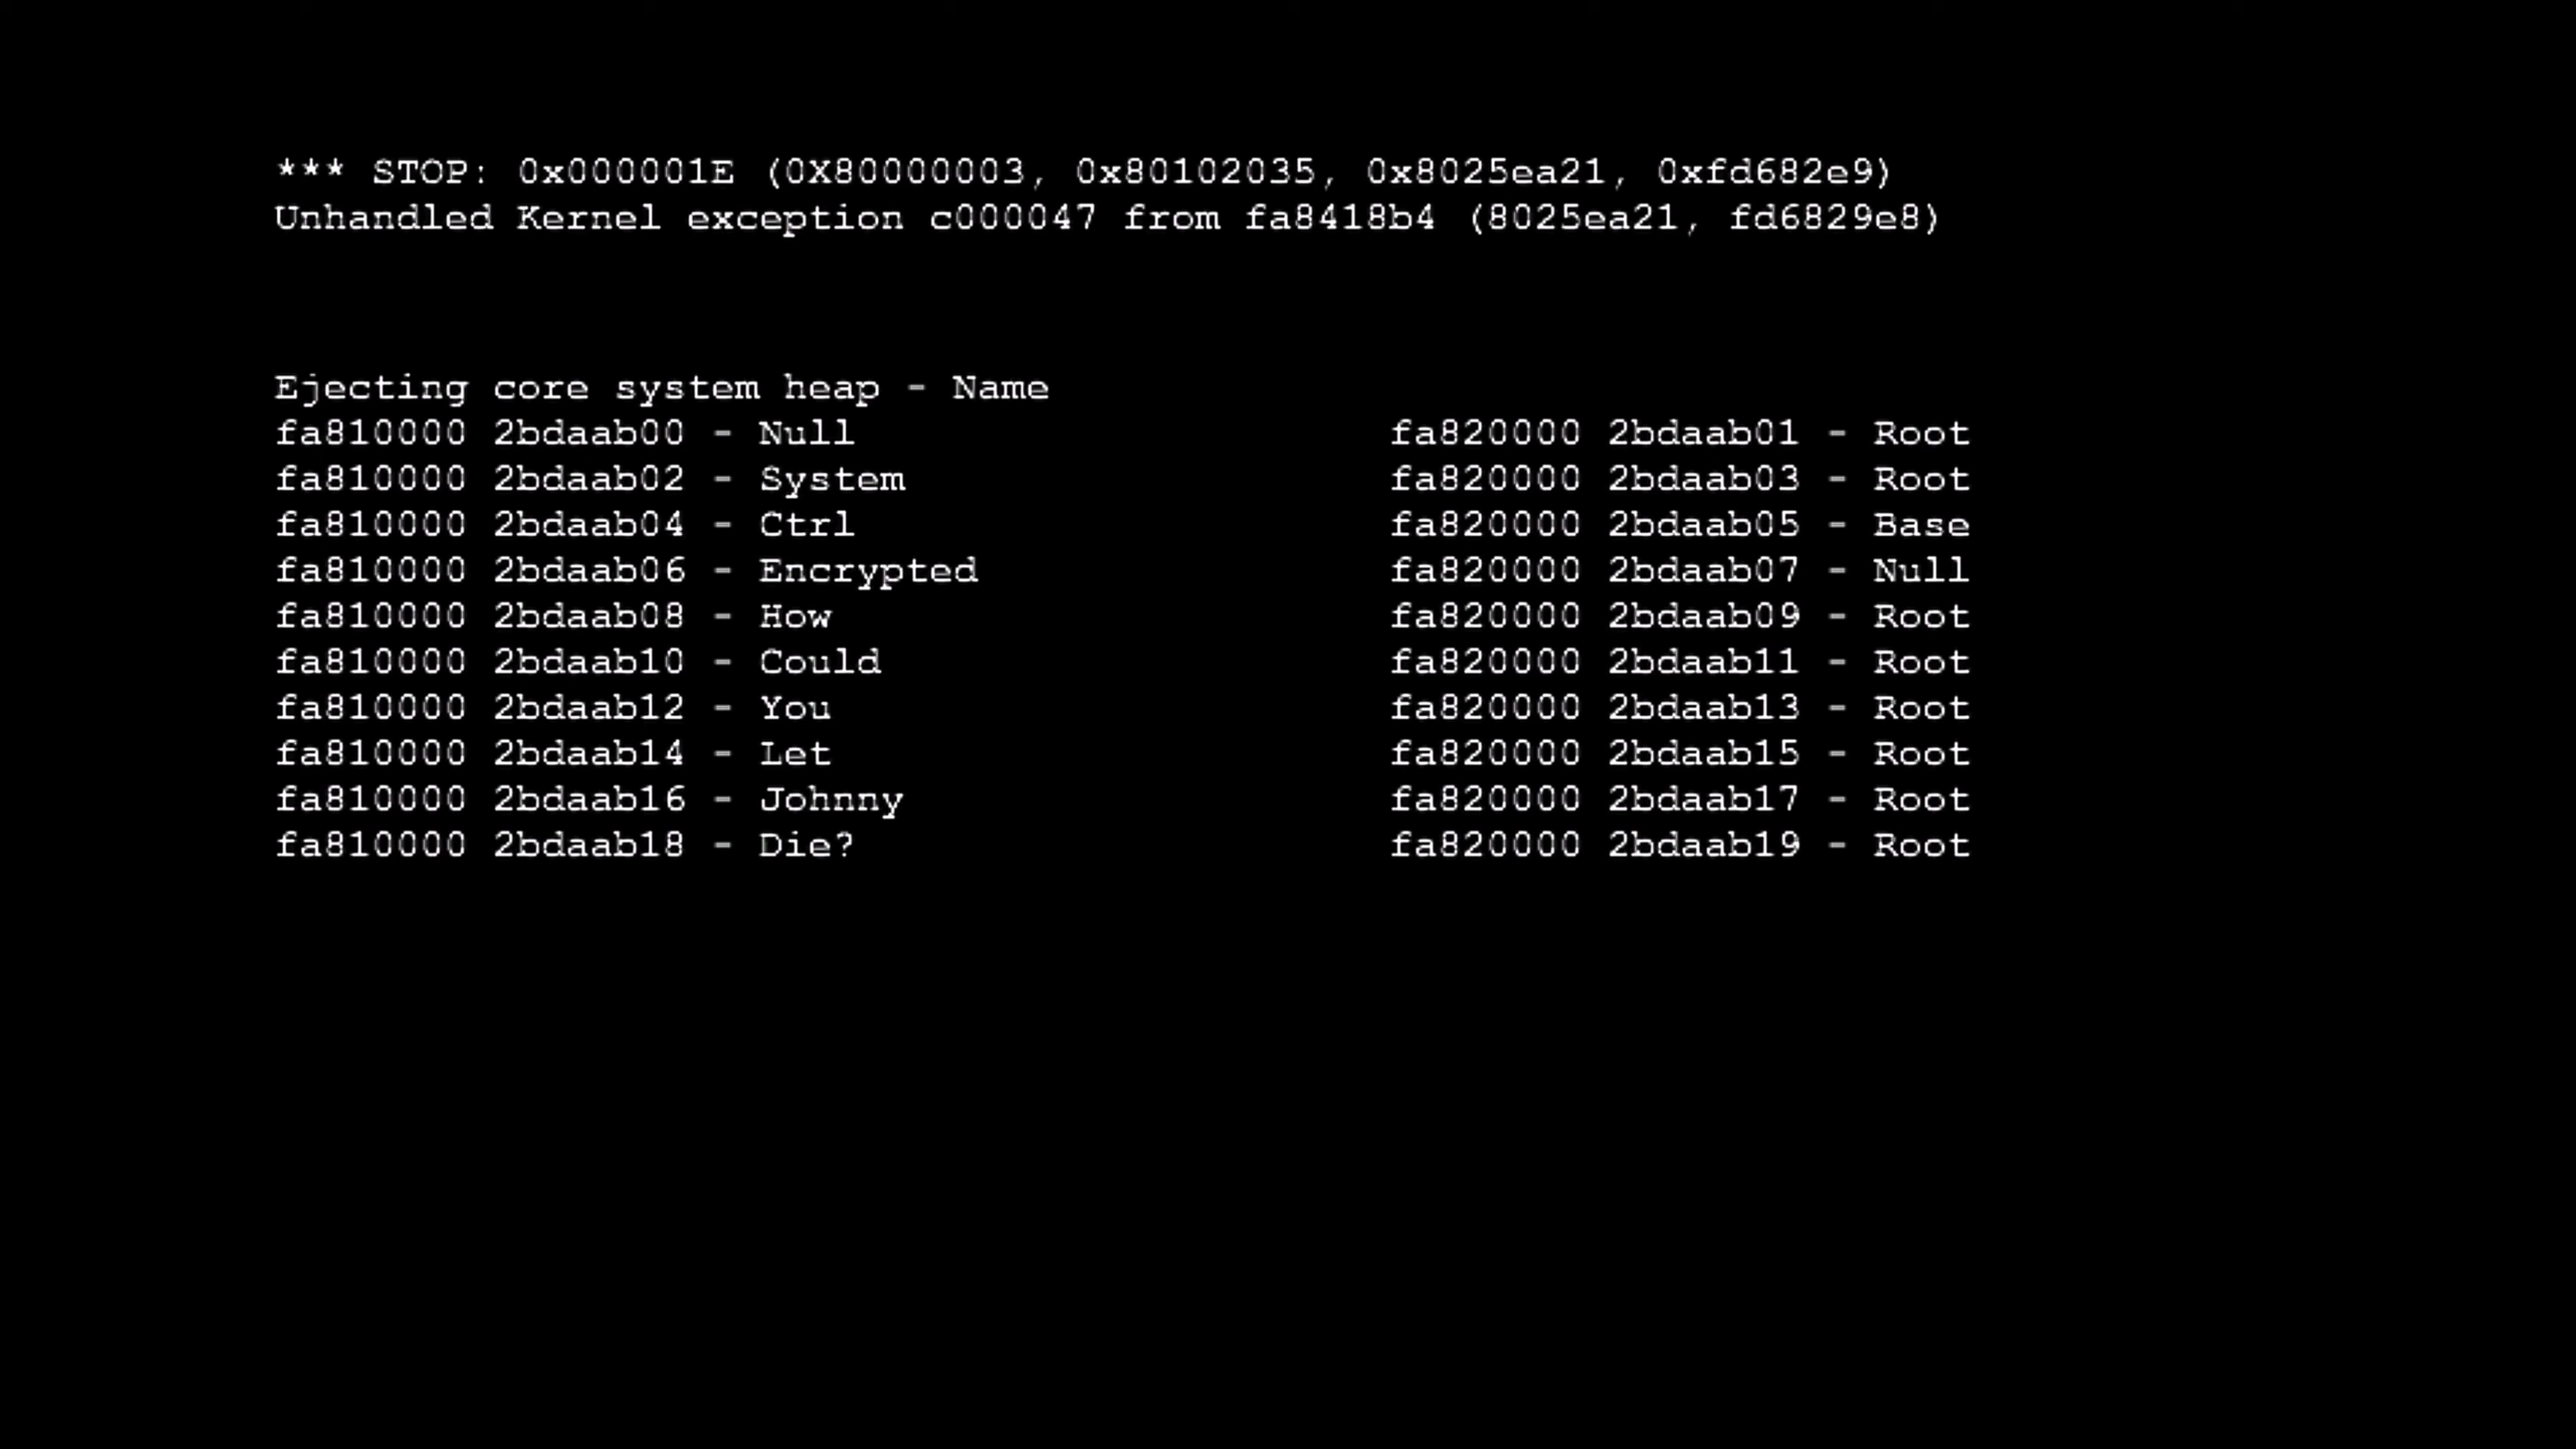 *** STOP: 0x000001E (0X80000003, 0x80102035, 0x8025ea21, 0xfd682e9)
Unhandled Kernel exception c000047 from fa8418b4 (8025ea21, fd6829e8)
Ejecting core system heap - Name
fa810000 2bdaab00 - Null fa820000 2bdaab01 - Root
fa810000 2bdaab02 - System fa820000 2bdaab03 - Root
fa810000 2bdaab04 - Ctrl fa820000 2bdaab05 - Base
fa810000 2bdaab06 - Encrypted fa820000 2bdaab07 - Null
fa810000 2bdaab08 - How fa820000 2bdaab09 - Root
fa810000 2bdaab10 - Could fa820000 2bdaab11 - Root
fa810000 2bdaab12 - You fa820000 2bdaab13 - Root
fa810000 2bdaab14 - Let fa820000 2bdaab15 - Root
fa810000 2bdaab16 - Johnny fa820000 2bdaab17 - Root
fa810000 2bdaab18 - Die? fa820000 2bdaab19 - Root